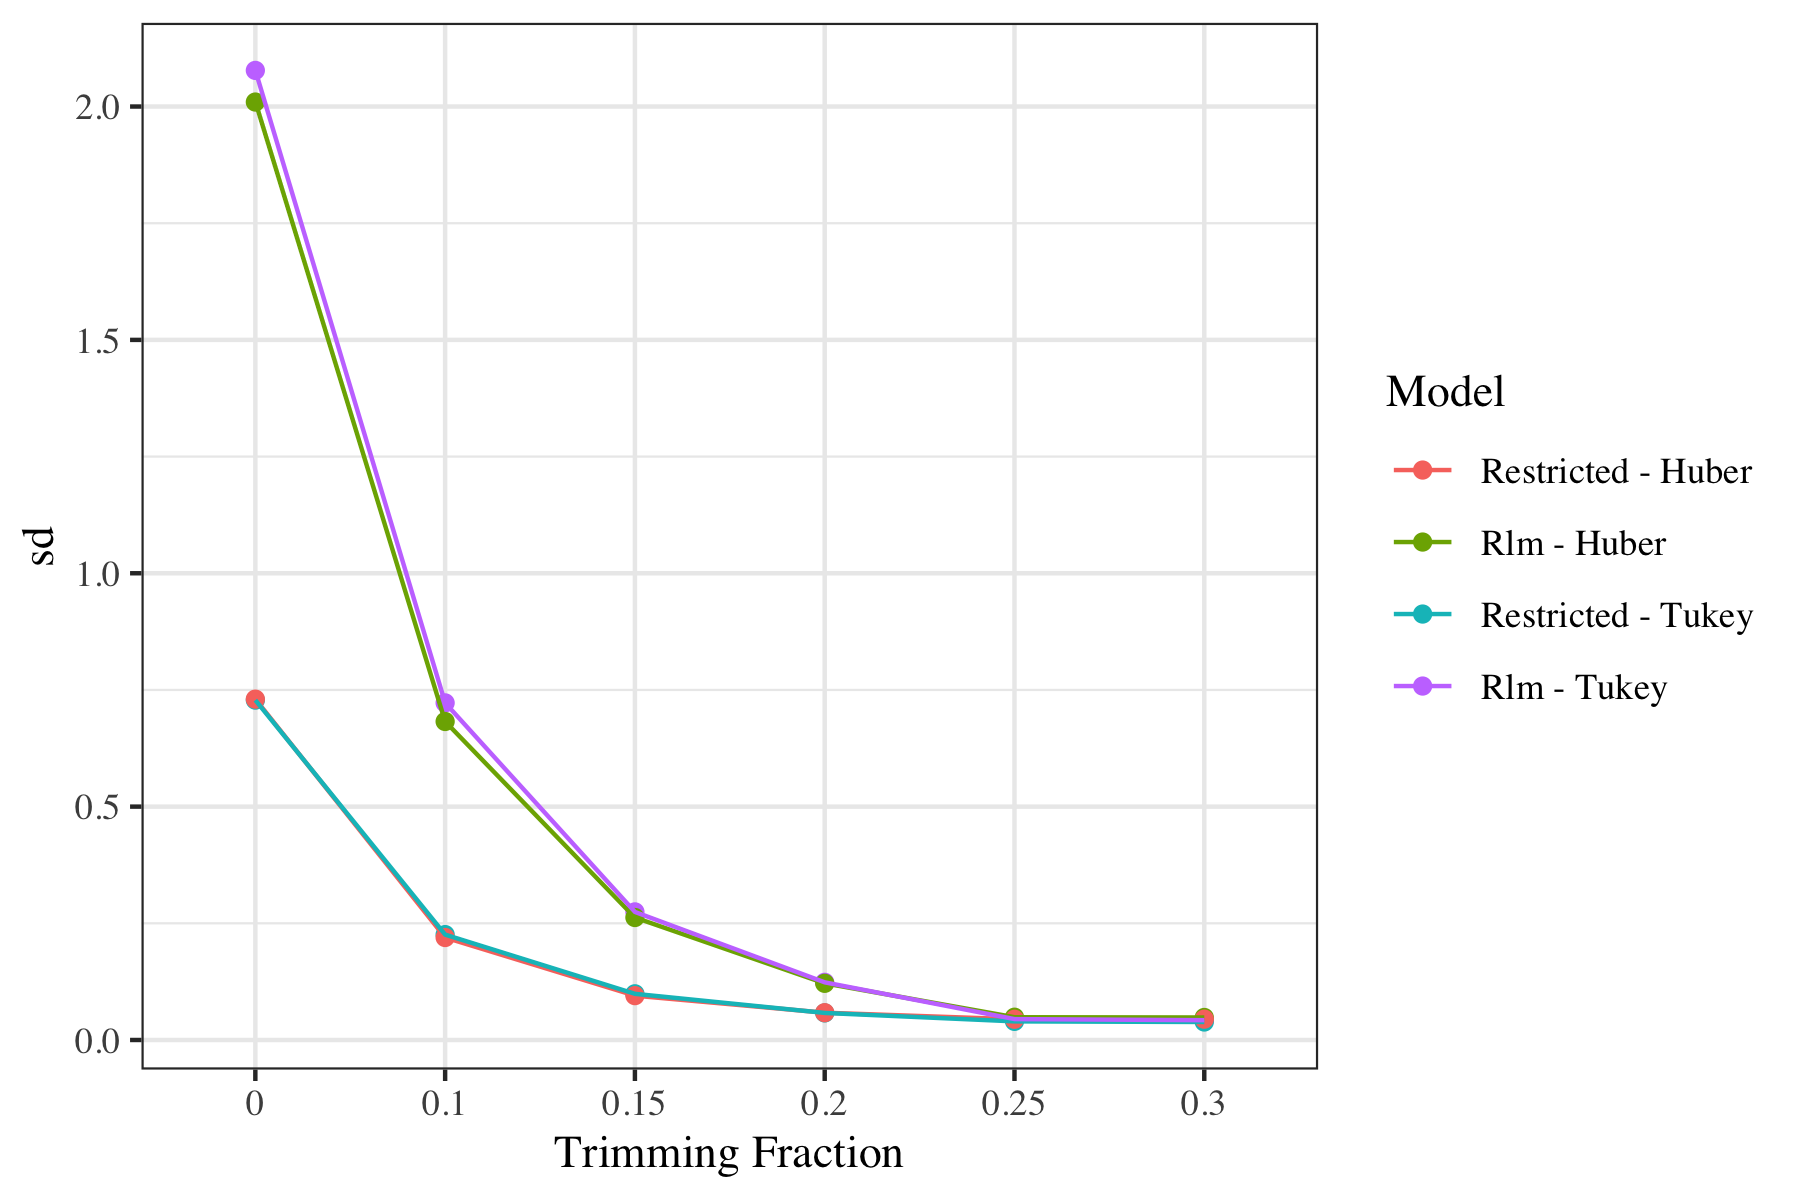 2.0
1.5
1.0
0.5
0.0
sd
0 0.1 0.15 0.2 0.25 0.3
Trimming Fraction
Model
Restricted - Huber
Rlm - Huber
Restricted - Tukey
Rlm - Tukey